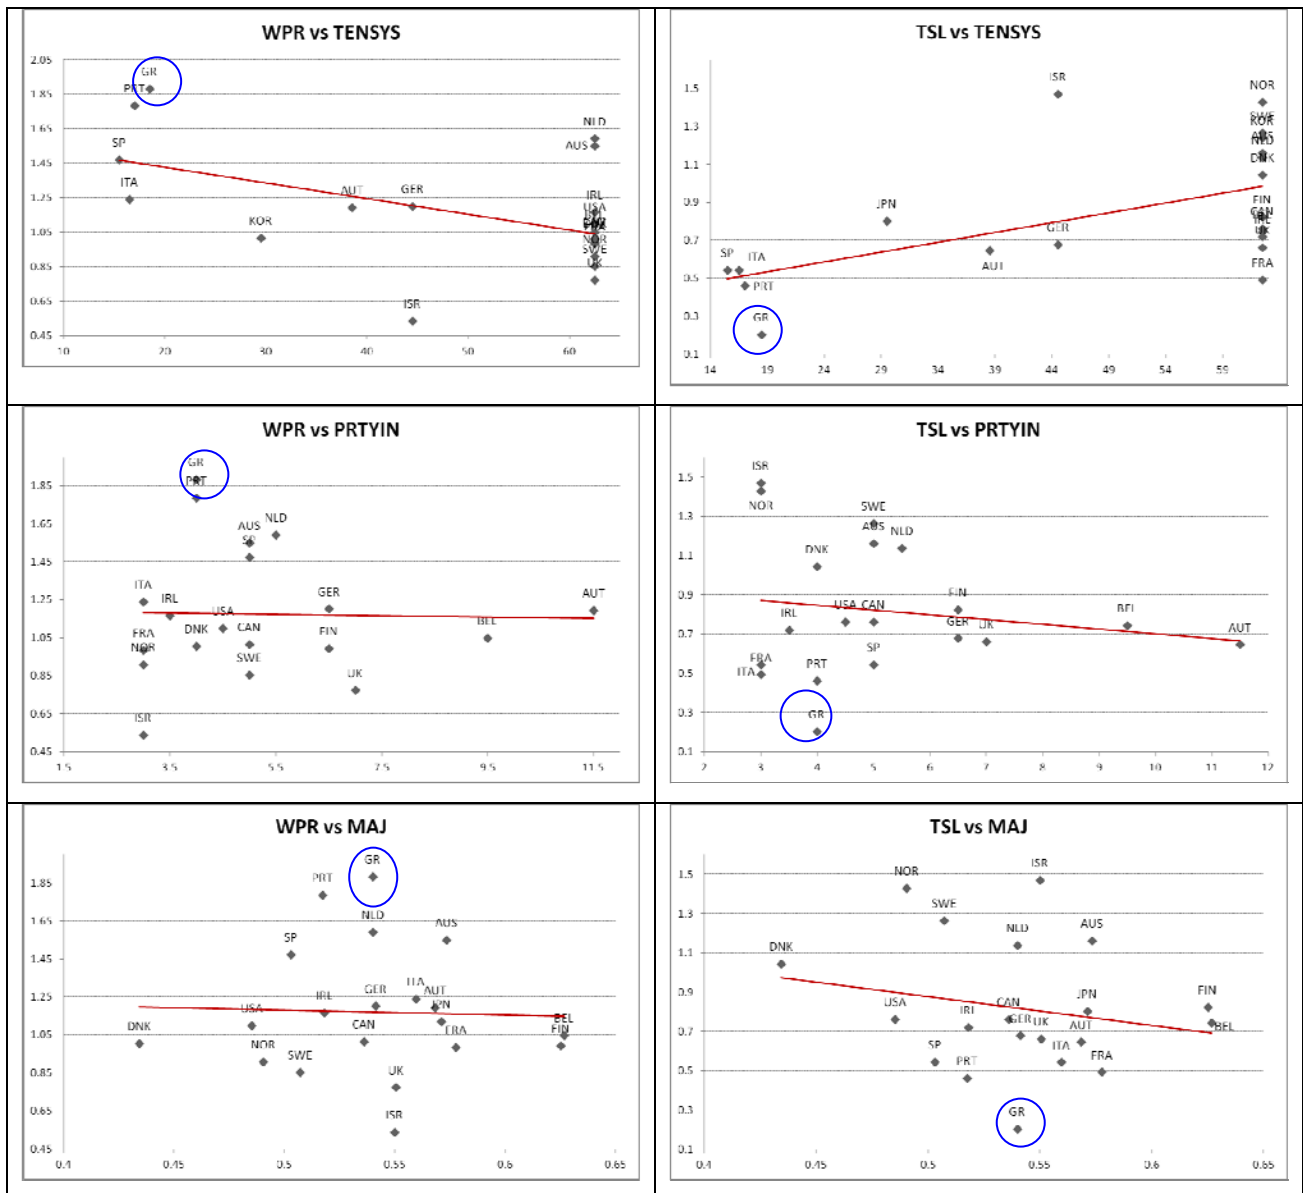 WPR vs TENSYS
2.05
1.85
1.65
1.45
1.25
1.05
0.85
0.65
0.45
GR
PRT
SP
ITA
KOR
AUT
GER
ISR
NLD
AUS
IRL
USA
NOR
SWE
UK
10 20 30 40 50 60
TSL vs TENSYS
1.5
1.3
1.1
0.9
0.7
0.5
0.3
0.1
ISR
NOR
SWE
KOR
AUS
NLD
DNK
JPN
FIN
CAN
IRL
UK
GER
SP ITA
AUT
FRA
PRT
GR
14 19 24 29 34 39 44 49 54 59
WPR vs PRTYIN
1.85
1.65
1.45
1.25
1.05
0.85
0.65
0.45
GR
PRT
AUS NLD
SP
ITA
IRL
GER
AUT
USA
BEL
FRA
DNK
CAN
FIN
NOR
SWE
UK
ISR
1.5 3.5 5.5 7.5 9.5 11.5
TSL vs PRTYIN
1.5
1.3
1.1
0.9
0.7
0.5
0.3
0.1
ISR
NOR
SWE
AUS
NLD
DNK
FIN
USA CAN
IRL
GER
UK
BEL
AUT
FRA
PRT
SP
ITA
GR
2 3 4 5 6 7 8 9 10 11 12
WPR vs MAJ
1.85
1.65
1.45
1.25
1.05
0.85
0.65
0.45
GR
PRT
NLD
AUS
SP
ITA
GER
AUT
IRL
USA
JPN
DNK
CAN
FRA
BEL
FIN
NOR
SWE
UK
ISR
0.4 0.45 0.5 0.55 0.6 0.65
TSL vs MAJ
1.5
1.3
1.1
0.9
0.7
0.5
0.3
0.1
NOR
ISR
SWE
NLD
AUS
DNK
USA
CAN
JPN
FIN
IRL
GER
UK
AUT
BEL
SP
PRT
ITA
FRA
GR
0.4 0.45 0.5 0.55 0.6 0.65